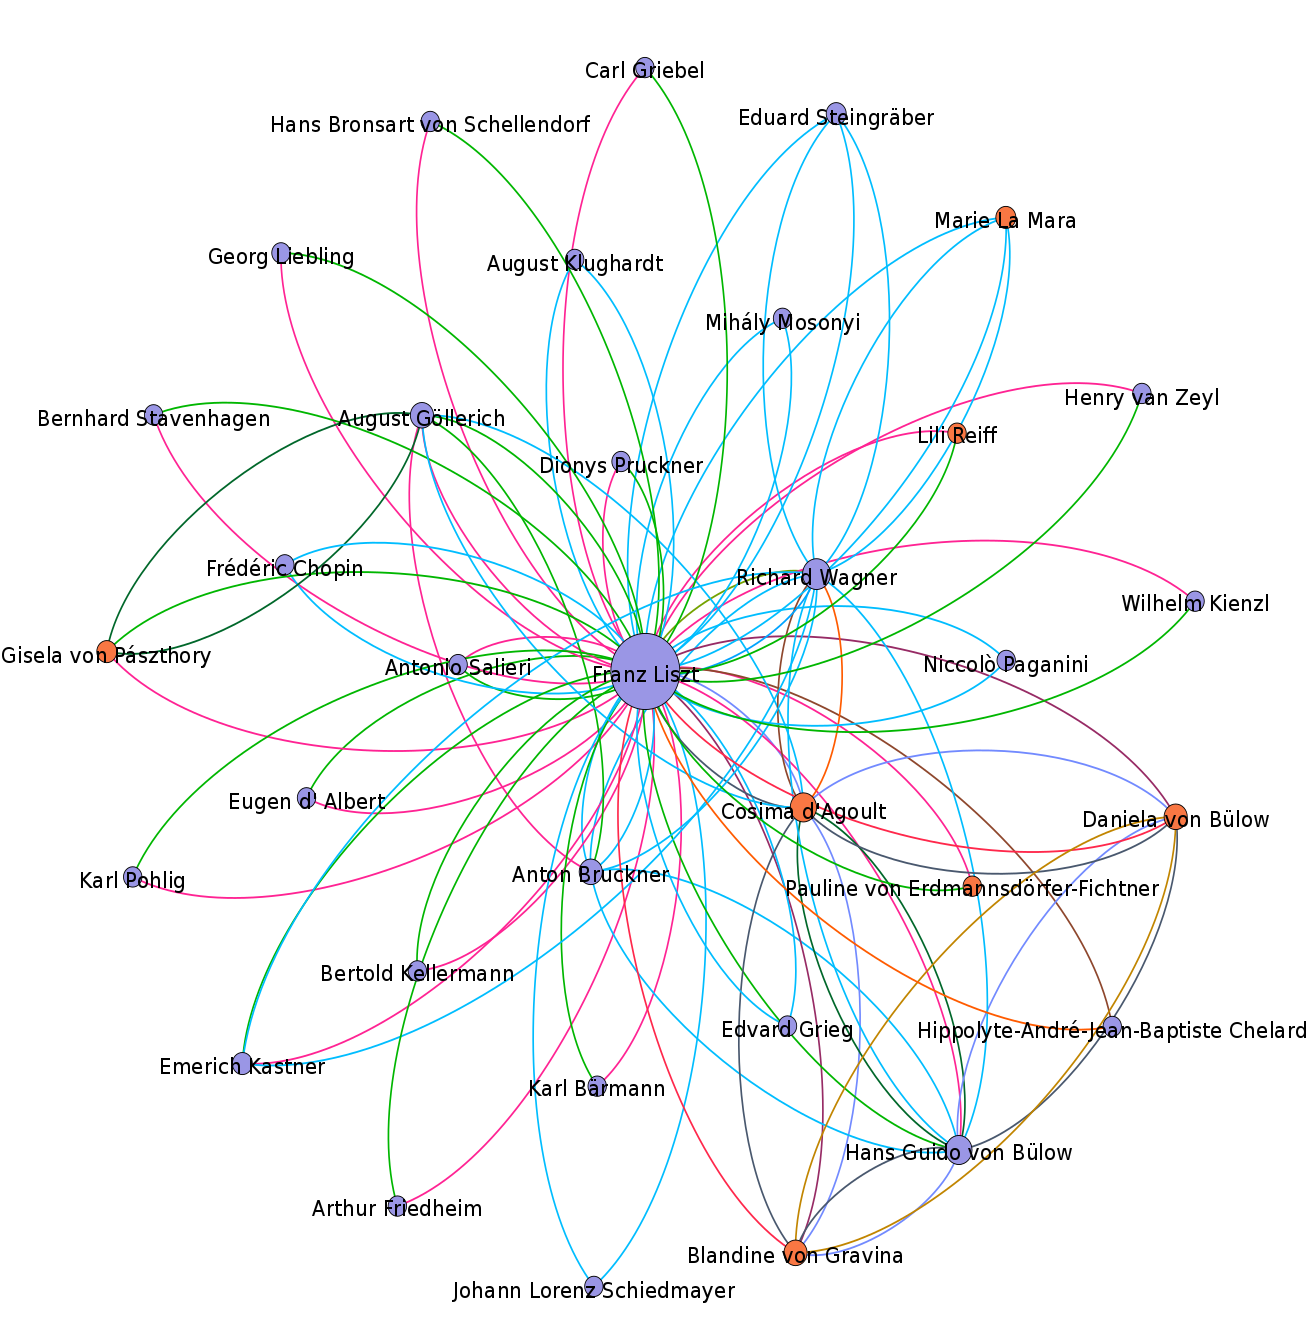 Carl Griebel
Eduard Steingräber
Hans Bronsart von Schellendorf
Marie La Mara
Georg Liebling
August Klughardt
Mihály Mosonyi
Henry van Zeyl
Bernhard Stavenhagen
August Göllerich
Lili Reiff
Dionys Pruckner
Frédéric Chopin
Richard Wagner
Wilhelm Kienzl
Gisela von Pászthory
Antonio Salieri
Niccolò Paganini
Franz Liszt
Eugen d' Albert
Cosima d'Agoult
Daniela von Bülow
Karl Pohlig
Anton Bruckner
Pauline von Erdmannsdörfer-Fichtner
Bertold Kellermann
Edvard Grieg
Hippolyte-André-Jean-Baptiste Chelard
Emerich Kastner
Karl Bärmann
Hans Guido von Bülow
Arthur Friedheim
Blandine von Gravina
Johann Lorenz Schiedmayer